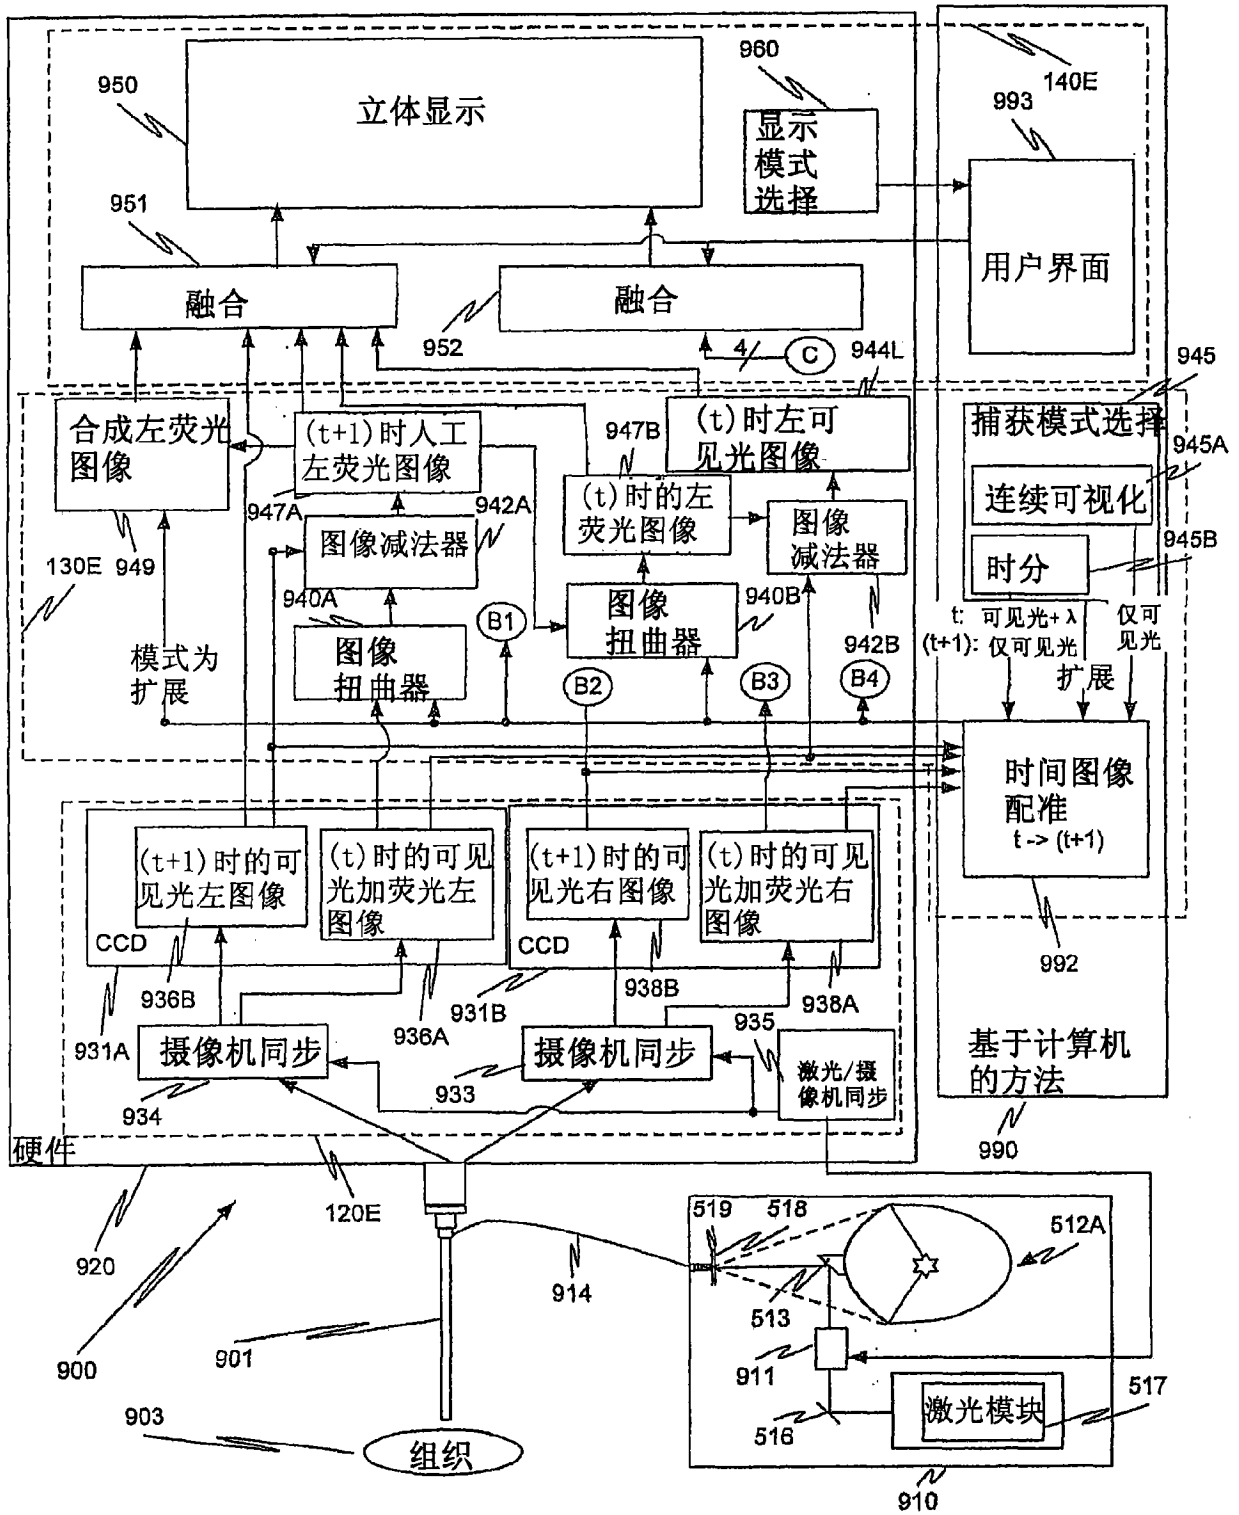 960
140E
950
立体显示
993
显示
模式
选择
951
用户界面
融合
融合
952
4
C
944L
945
合成左荧光
图像
(t+1)时人工
左荧光图像
947B
(t)时左可
见光图像
捕获模式选择
945A
(t)时的左
荧光图像
连续可视化
947A
942A
图像减法器
图像
减法器
945B
时分
130E
949
940A
B1
图像
扭曲器
940B
942B
t: 可见光+λ
(t+1): 仅可见光
仅可
见光
模式为
扩展
图像
扭曲器
B2
B3
B4
扩展
时间图像
配准
t -> (t+1)
(t+1)时的可
见光左图像
(t)时的可见
光加荧光左
图像
(t+1)时的可
见光右图像
(t)时的可见
光加荧光右
图像
CCD
CCD
992
936B
938B
938A
931A
936A
931B
935
摄像机同步
摄像机同步
激光/摄
像机同步
基于计算机
的方法
934
933
硬件
990
120E
920
519
518
512A
914
513
900
901
911
517
激光模块
903
516
组织
910